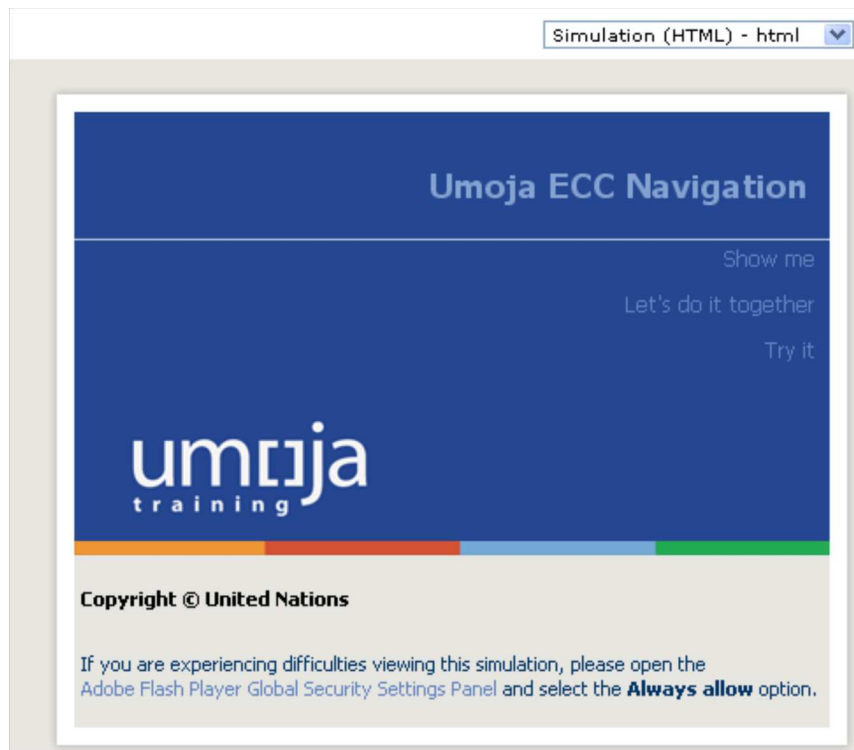 Simulation (HTML) - html
Umoja ECC Navigation
Show me
Let's do it together
Try it
umoja
training
Copyright © United Nations
If you are experiencing difficulties viewing this simulation, please open the
Adobe Flash Player Global Security Settings Panel and select the Always allow option.